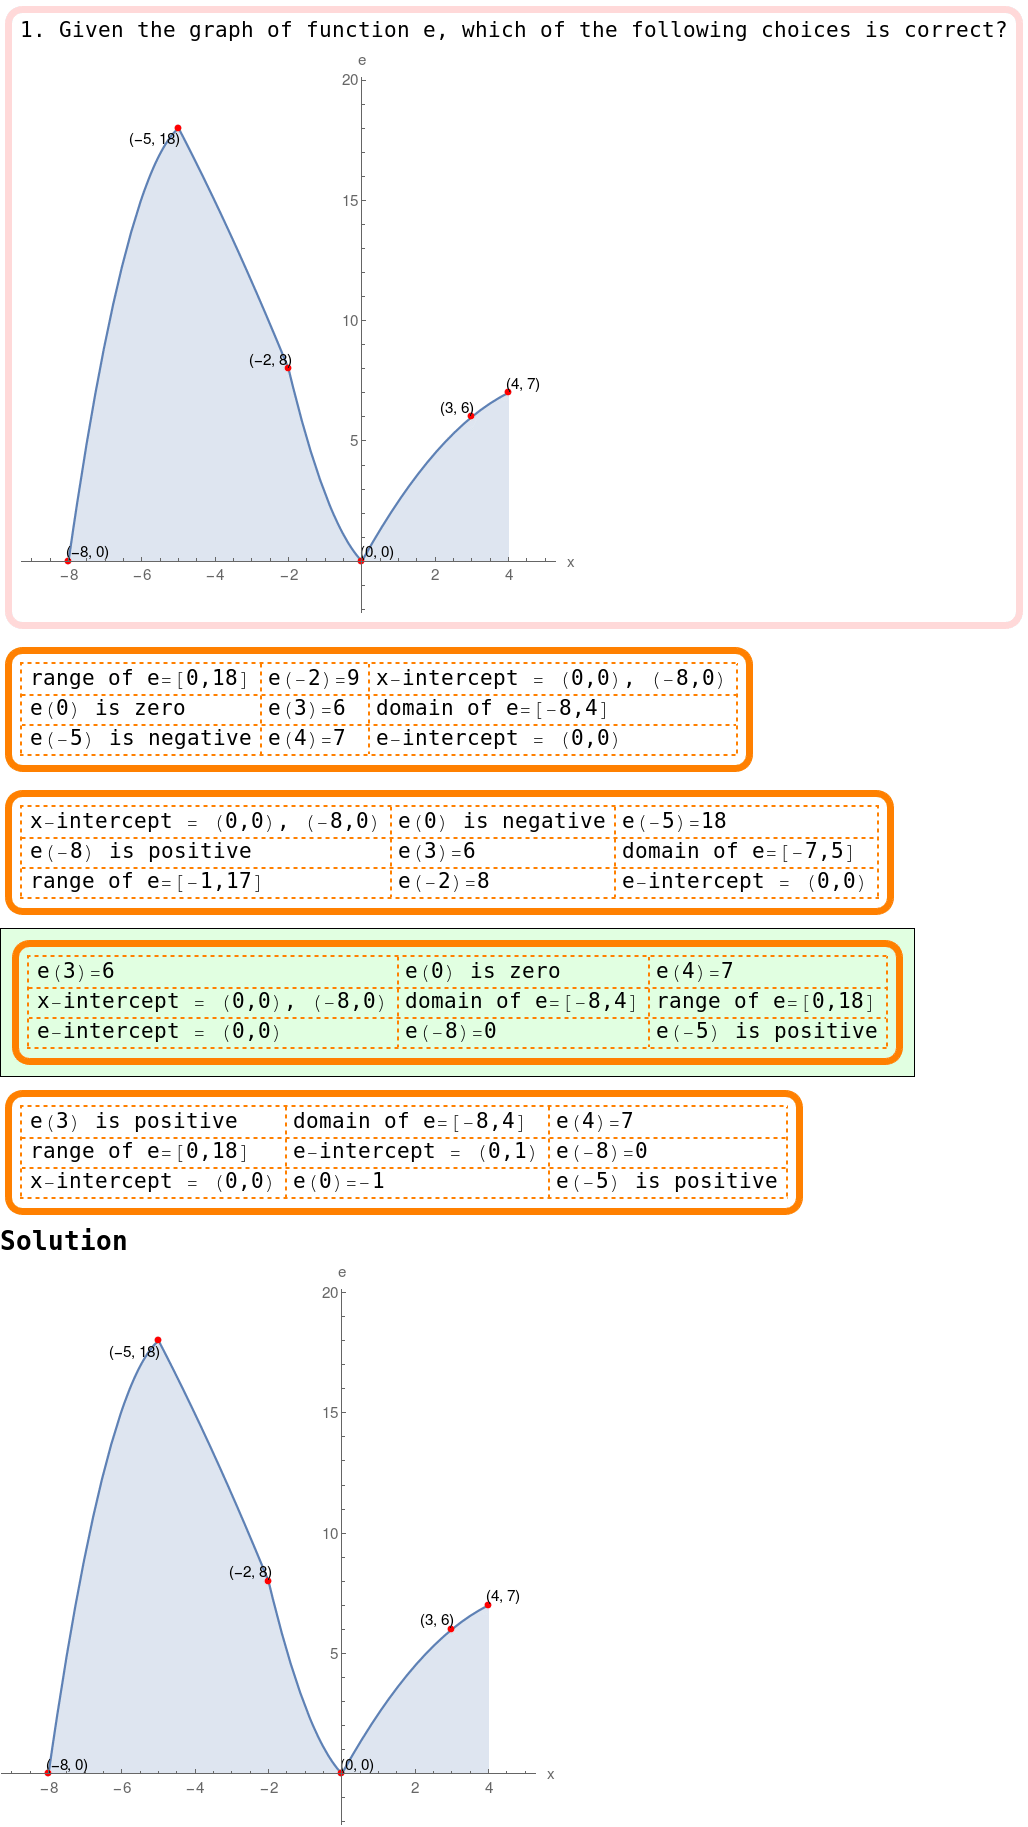 1. Given the graph of function e, which of the following choices is correct?
e
20
(−5, 18)
15
10
(−2, 8)
(4, 7)
(3, 6)
5
(−8, 0) (0, 0)
x
−8 −6 −4 −2 2 4
range of e=[0,18] e(-2)=9 x-intercept = (0,0), (-8,0)
e(0) is zero e(3)=6 domain of e=[-8,4]
e(-5) is negative e(4)=7 e-intercept = (0,0)
x-intercept = (0,0), (-8,0) e(0) is negative e(-5)=18
e(-8) is positive e(3)=6 domain of e=[-7,5]
range of e=[-1,17] e(-2)=8 e-intercept = (0,0)
e(3)=6 e(0) is zero e(4)=7
x-intercept = (0,0), (-8,0) domain of e=[-8,4] range of e=[0,18]
e-intercept = (0,0) e(-8)=0 e(-5) is positive
e(3) is positive domain of e=[-8,4] e(4)=7
range of e=[0,18] e-intercept = (0,1) e(-8)=0
x-intercept = (0,0) e(0)=-1 e(-5) is positive
Solution
e
20
(−5, 18)
15
10
(−2, 8)
(4, 7)
(3, 6)
5
(−8, 0) (0, 0)
x
−8 −6 −4 −2 2 4